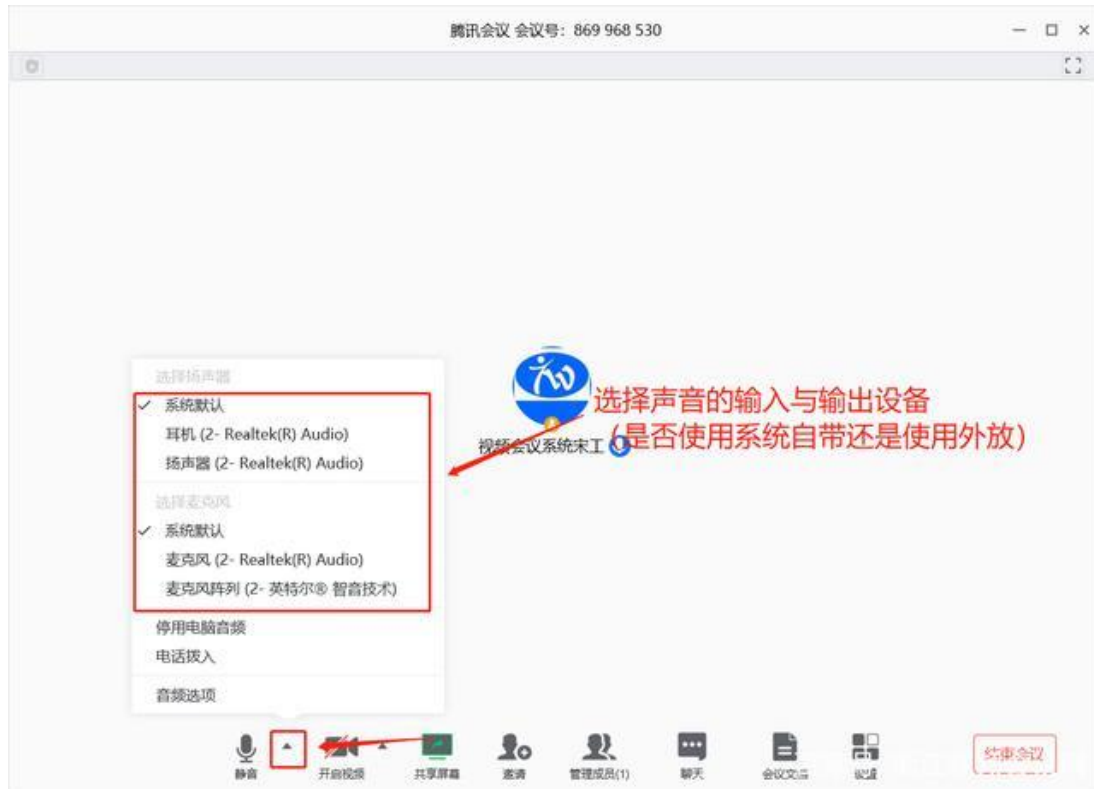 腾讯会议 会议号：869 968 530
选择扬声器
系统默认
耳机 (2- Realtek(R) Audio)
扬声器 (2- Realtek(R) Audio)
选择麦克风
系统默认
麦克风 (2- Realtek(R) Audio)
麦克风阵列 (2- 英特尔® 智音技术)
停用电脑音频
电话拨入
音频选项
选择声音的输入与输出设备
（是否使用系统自带还是使用外放）
视频会议系统宋工
静音
开启视频
共享屏幕
邀请
管理成员(1)
聊天
会议文档
设置
结束会议